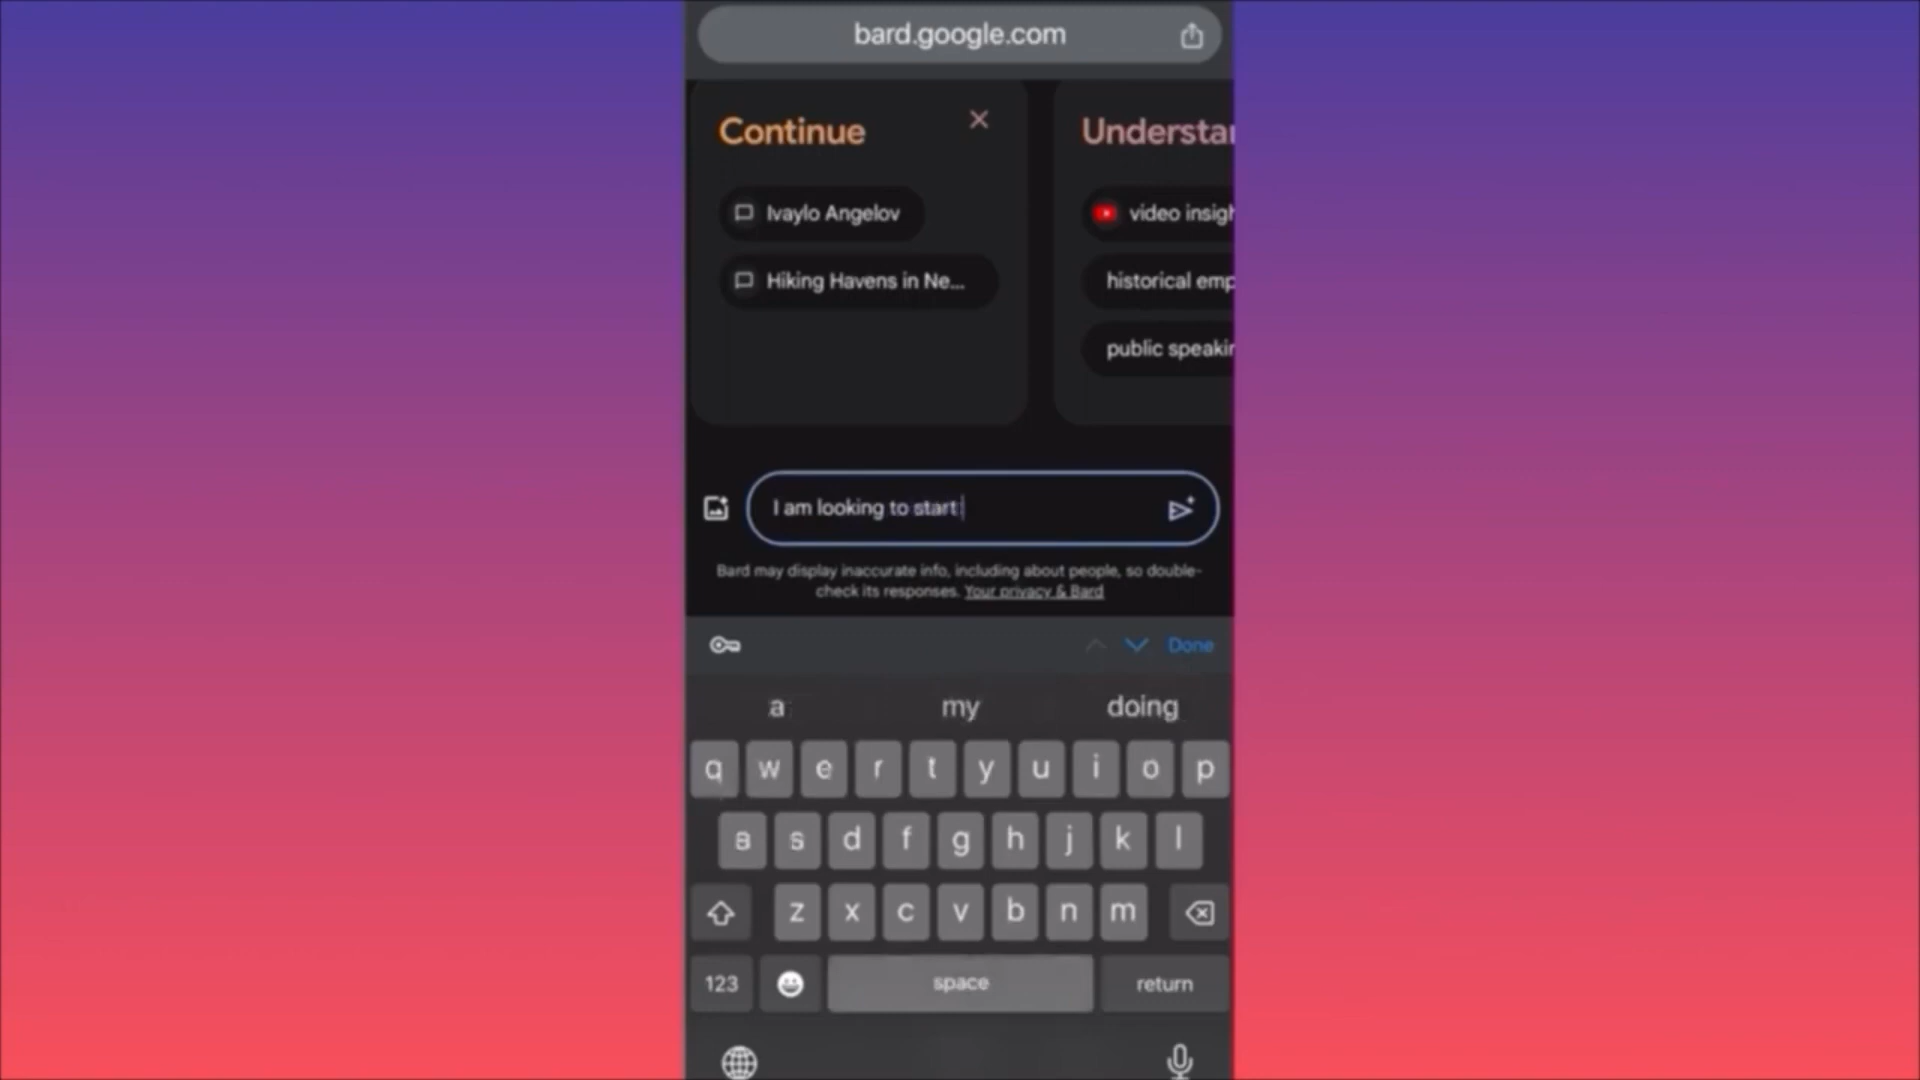 bard.google.com
Continue
Understa
Ivaylo Angelov
video insigh
Hiking Havens in Ne...
historical emp
public speakin
I am looking to start
Bard may display inaccurate info, including about people, so double-
check its responses. Your privacy & Bard
Done
a my doing
q w e r t y u i o p
a s d f g h j k l
z x c v b n m
123 space return